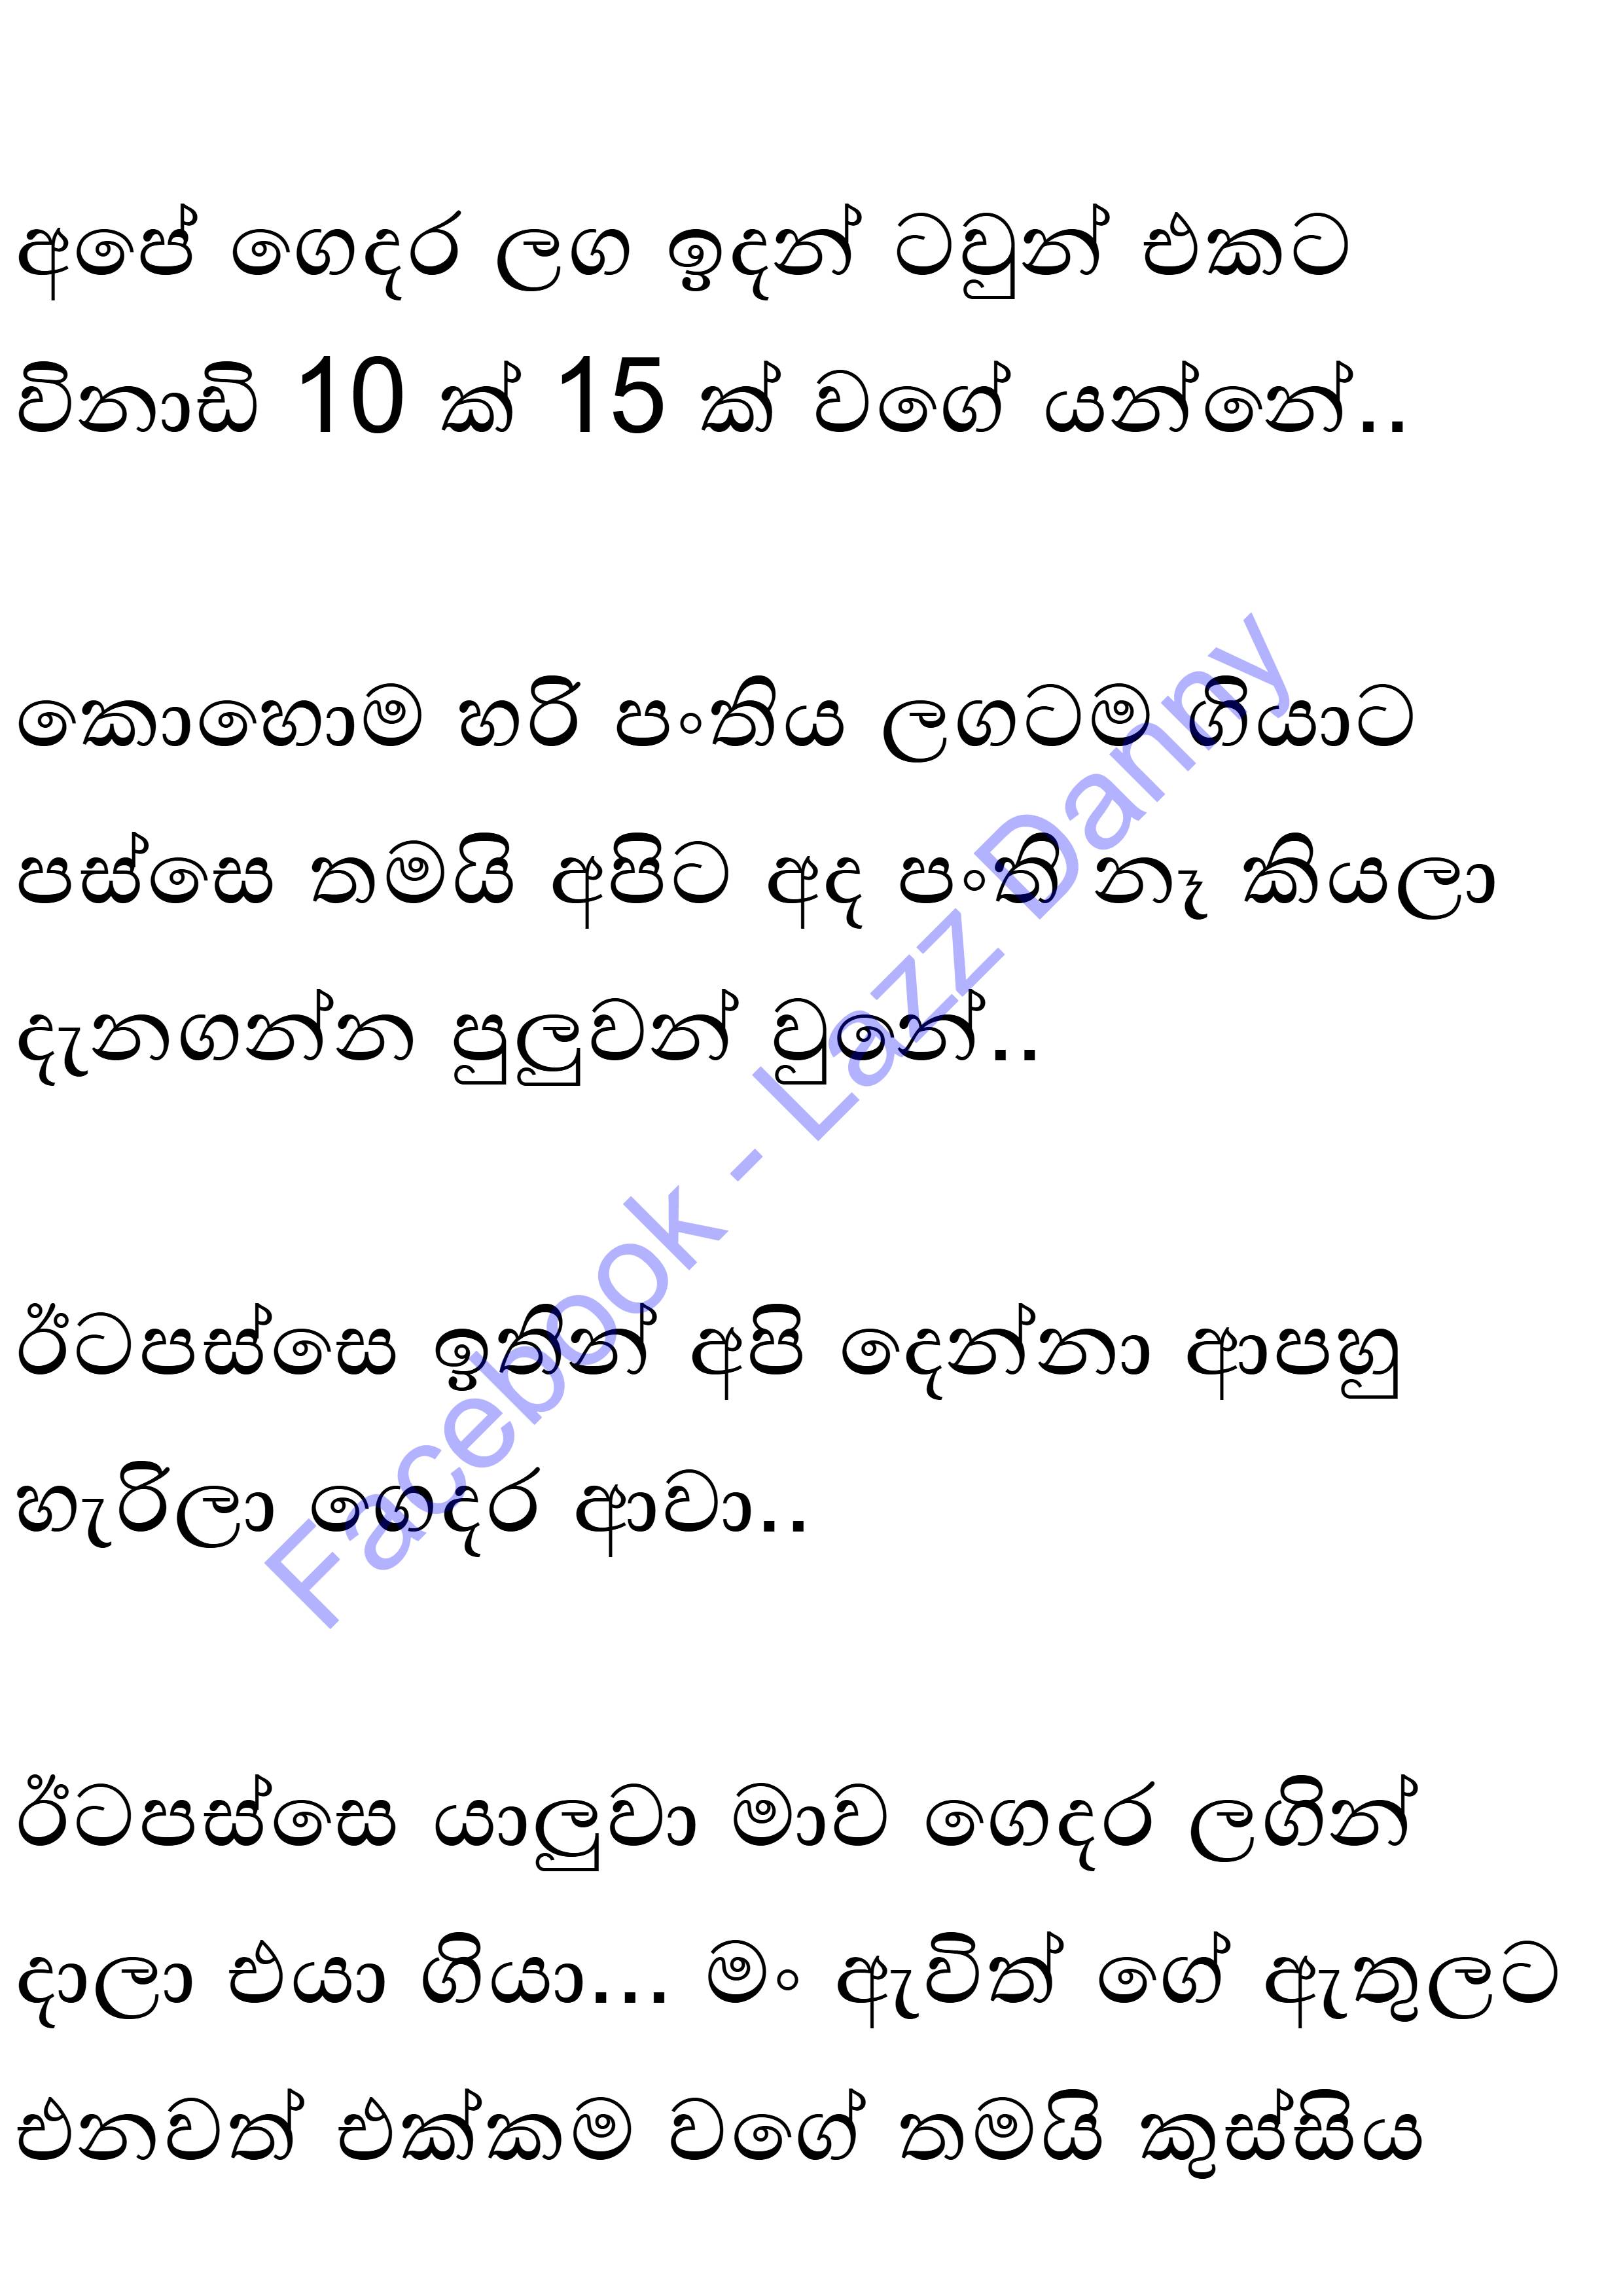 අපේ ගෙදර ලග ඉදන් ටවුන් එකට
විනාඩි 10 ක් 15 ක් වගේ යන්නේ..
කොහොම හරි පංතිය ලගටම ගියාට
පස්සෙ තමයි අපිට අද පංති නෑ කියලා
දැනගන්න පුලුවන් වුනේ..
ඊටපස්සෙ ඉතින් අපි දෙන්නා ආපහු
හැරිලා ගෙදර ආවා..
ඊටපස්සෙ යාලුවා මාව ගෙදර ලගින්
දාලා එයා ගියා... මං ඇවිත් ගේ ඇතුලට
එනවත් එක්කම වගේ තමයි කුස්සිය
Facebook - Lazz Danny